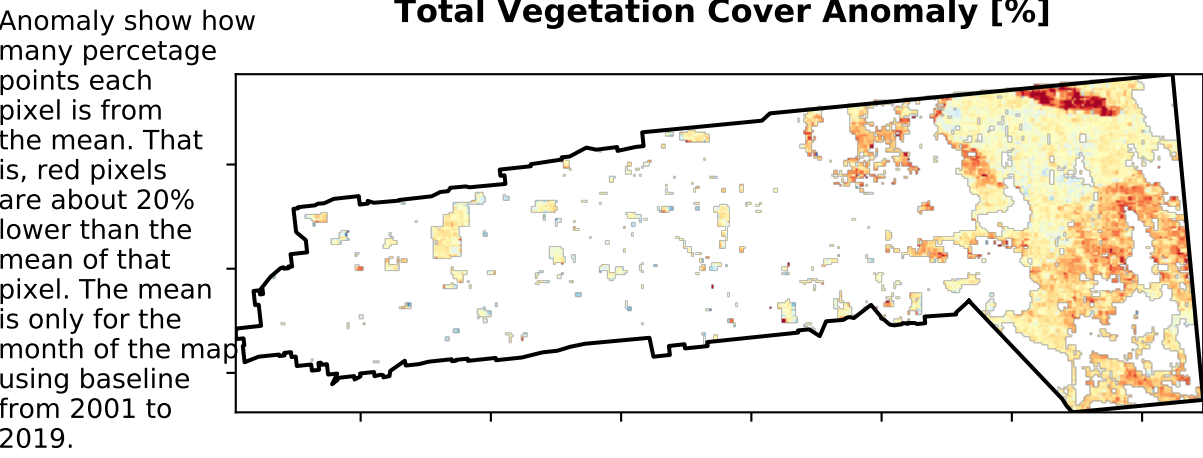 Total Vegetation Cover Anomaly [%]
Anomaly show how
many percetage
points each
pixel is from
the mean. That
is, red pixels
are about 20%
lower than the
mean of that
pixel. The mean
is only for the
month of the map
using baseline
from 2001 to
2019.